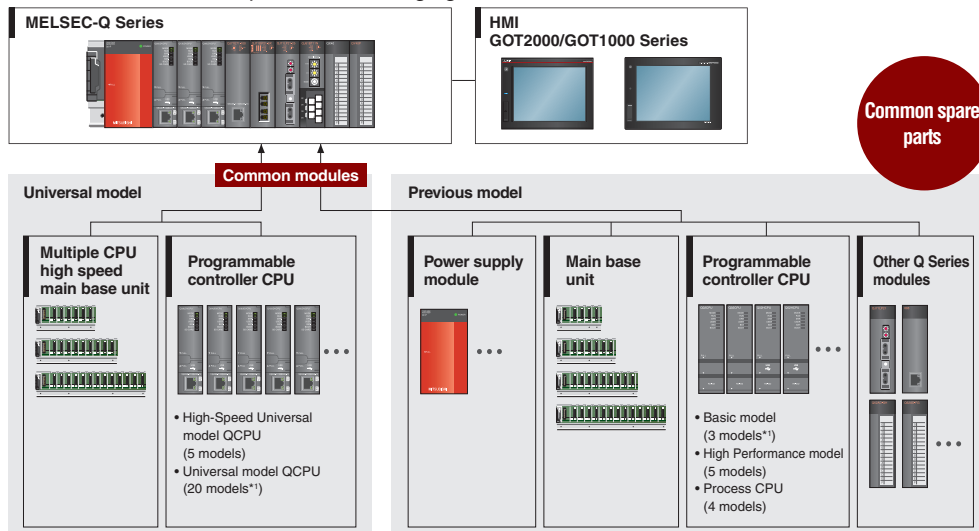 MELSEC-Q Series
HMI
GOT2000/GOT1000 Series
Common spare
parts
Common modules
Universal model
Multiple CPU
high speed
main base unit
Programmable
controller CPU
• High-Speed Universal
model QCPU
(5 models)
• Universal model QCPU
(20 models*1)
Previous model
Power supply
module
Main base
unit
Programmable
controller CPU
• Basic model
(3 models*1)
• High Performance model
(5 models)
• Process CPU
(4 models)
Other Q Series
modules